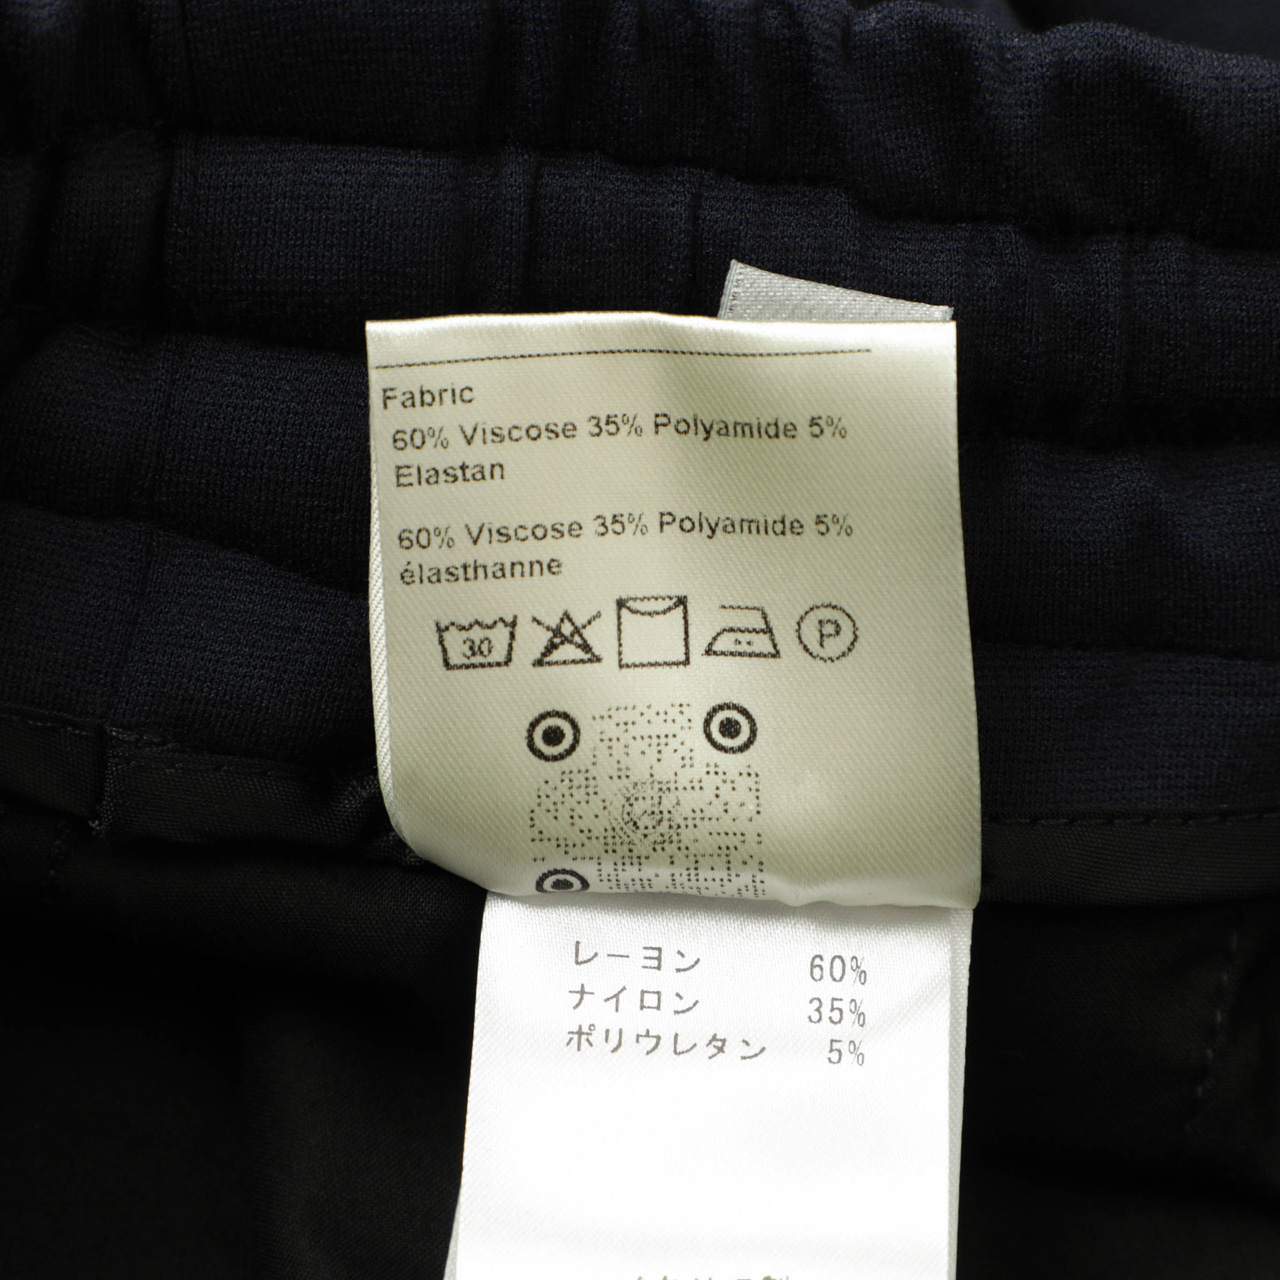 Fabric
60% Viscose 35% Polyamide 5%
Elastan
60% Viscose 35% Polyamide 5%
élasthanne
30
P
レーヨン 60%
ナイロン 35%
ポリウレタン 5%